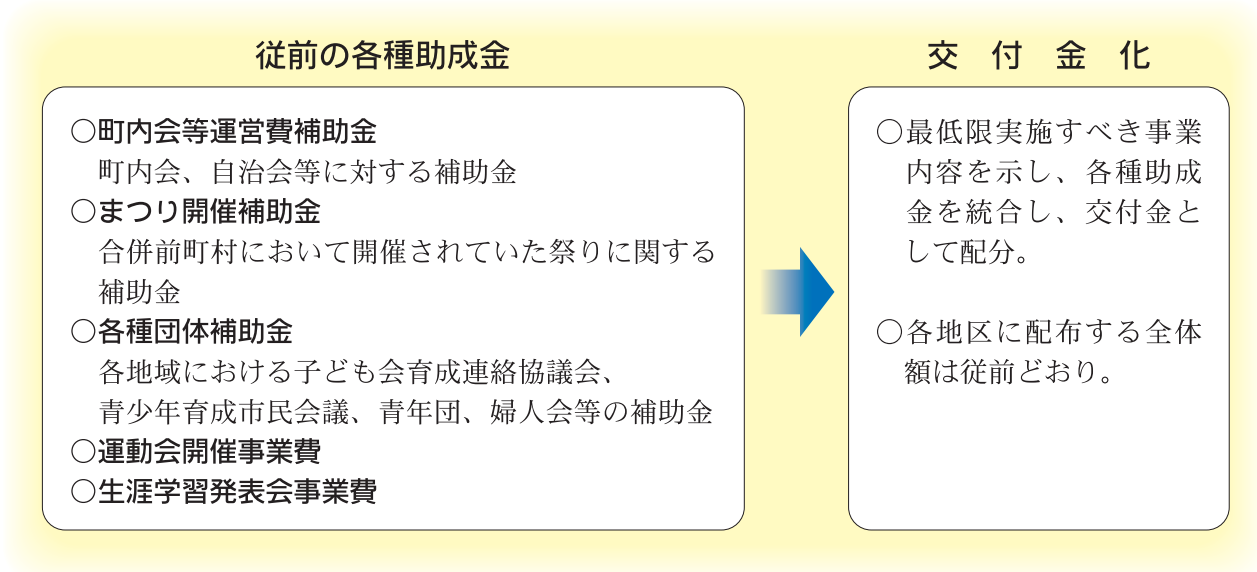 従前の各種助成金
○町内会等運営費補助金
町内会、自治会等に対する補助金
○まつり開催補助金
合併前町村において開催されていた祭りに関する
補助金
○各種団体補助金
各地域における子ども会育成連絡協議会、
青少年育成市民会議、青年団、婦人会等の補助金
○運動会開催事業費
○生涯学習発表会事業費
交　付　金　化
○最低限実施すべき事業
内容を示し、各種助成
金を統合し、交付金と
して配分。
○各地区に配布する全体
額は従前どおり。